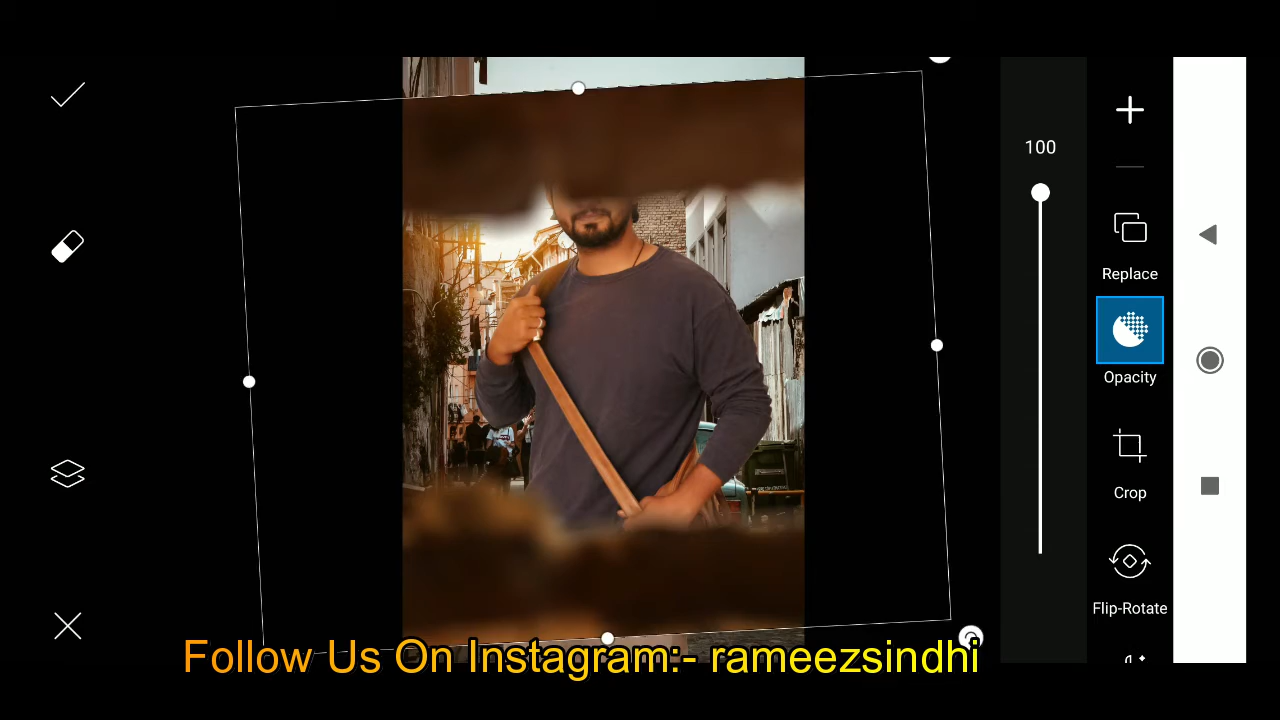 100
Replace
Opacity
Crop
Flip-Rotate
Follow Us On Instagram:- rameezsindhi